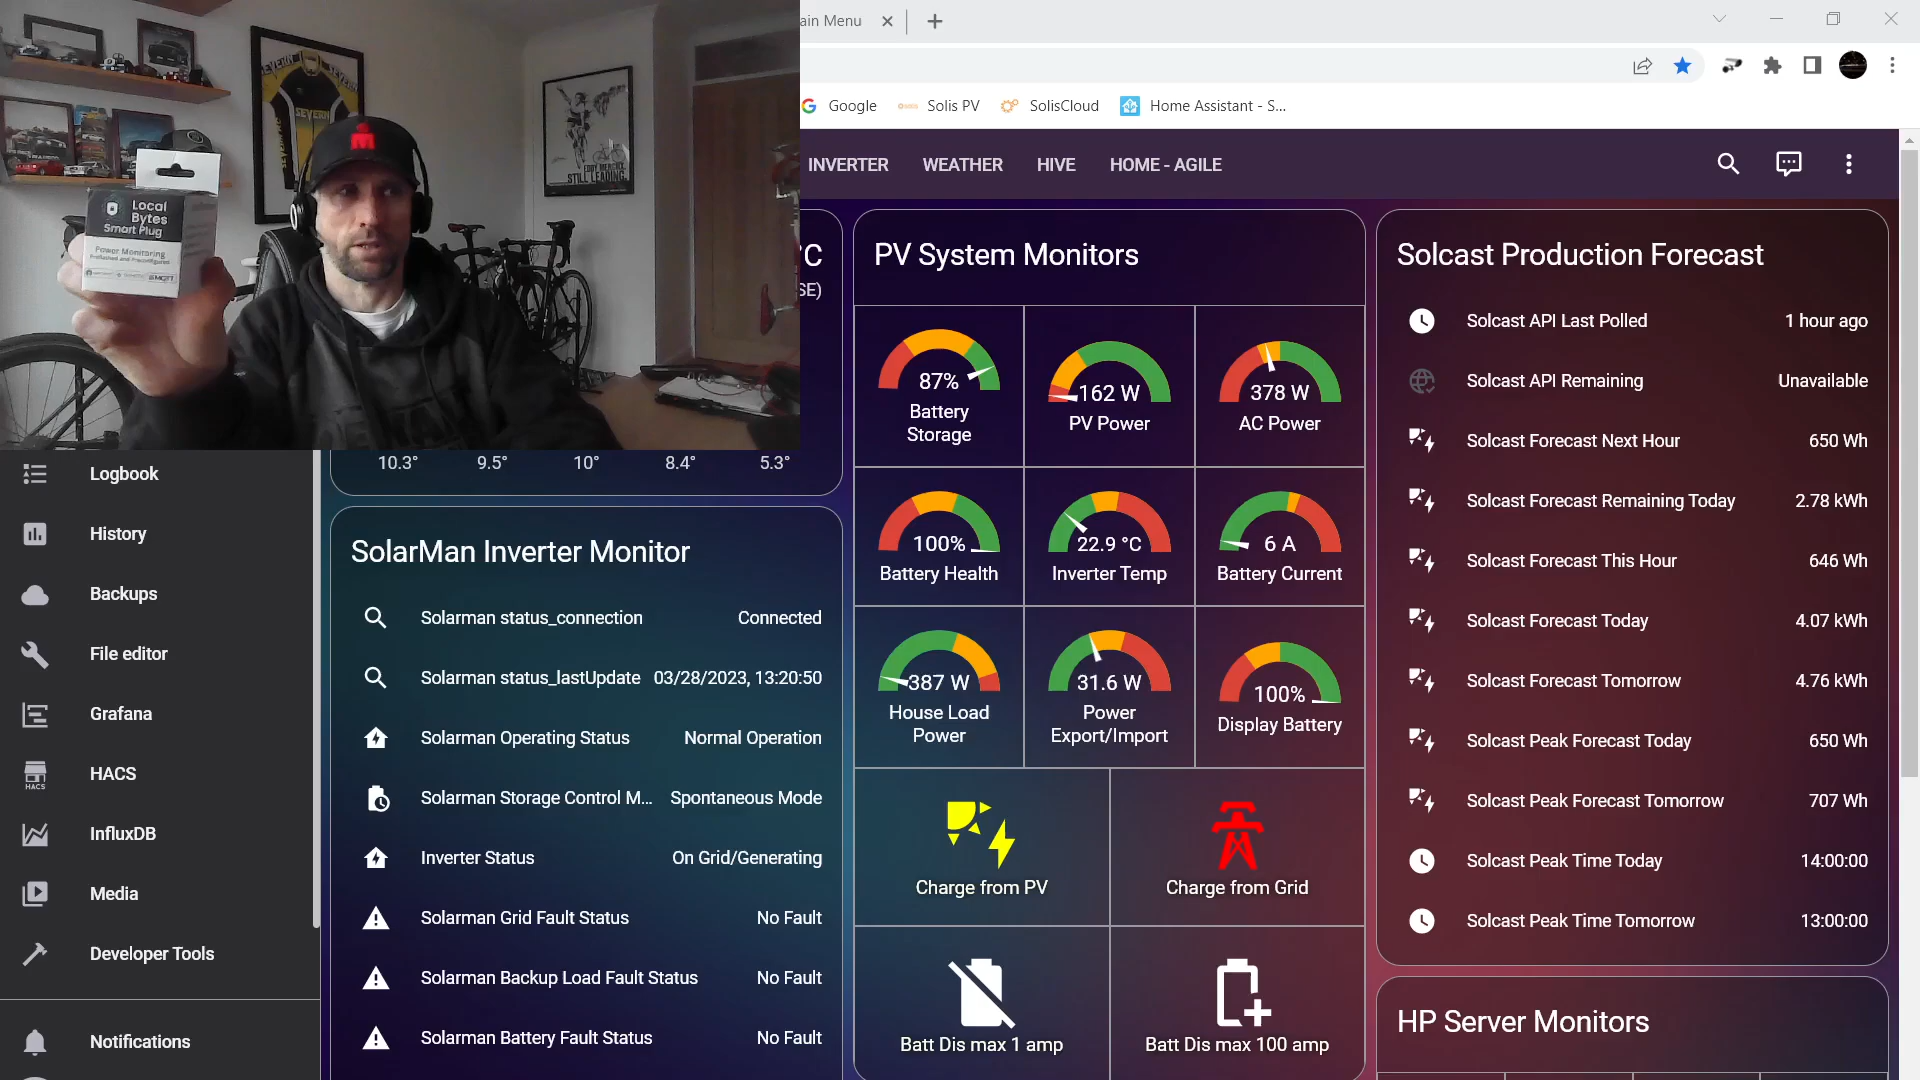 ain Menu
Google
Solis PV
SolisCloud
Home Assistant - S...
INVERTER
WEATHER
HIVE
HOME - AGILE
SEVERN
SEVERN
STILL LEADING
Local
Bytes
Smart Plug
Power Monitoring
°C
SE)
10.3°
9.5°
10°
8.4°
5.3°
Logbook
History
Backups
File editor
Grafana
HACS
HACS
InfluxDB
Media
Developer Tools
Notifications
SolarMan Inverter Monitor
Solarman status_connection Connected
Solarman status_lastUpdate 03/28/2023, 13:20:50
Solarman Operating Status Normal Operation
Solarman Storage Control M... Spontaneous Mode
Inverter Status On Grid/Generating
Solarman Grid Fault Status No Fault
Solarman Backup Load Fault Status No Fault
Solarman Battery Fault Status No Fault
PV System Monitors
87%
Battery
Storage
162 W
PV Power
378 W
AC Power
100%
Battery Health
22.9 °C
Inverter Temp
6 A
Battery Current
387 W
House Load
Power
31.6 W
Power
Export/Import
100%
Display Battery
Charge from PV
Charge from Grid
Batt Dis max 1 amp
Batt Dis max 100 amp
Solcast Production Forecast
Solcast API Last Polled 1 hour ago
Solcast API Remaining Unavailable
Solcast Forecast Next Hour 650 Wh
Solcast Forecast Remaining Today 2.78 kWh
Solcast Forecast This Hour 646 Wh
Solcast Forecast Today 4.07 kWh
Solcast Forecast Tomorrow 4.76 kWh
Solcast Peak Forecast Today 650 Wh
Solcast Peak Forecast Tomorrow 707 Wh
Solcast Peak Time Today 14:00:00
Solcast Peak Time Tomorrow 13:00:00
HP Server Monitors